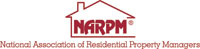 NARPM®
National Association of Residential Property Managers